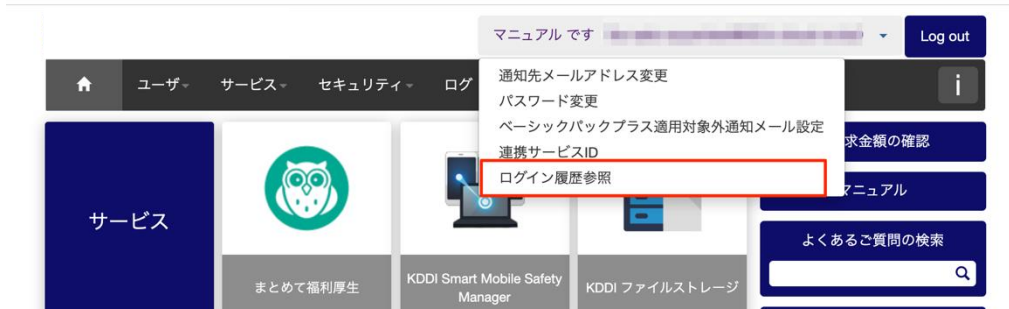 マニュアル です
Log out
ユーザ
サービス
セキュリティ
ログ
i
通知先メールアドレス変更
パスワード変更
ベーシックパックプラス適用対象外通知メール設定
連携サービスID
ログイン履歴参照
求金額の確認
マニュアル
よくあるご質問の検索
サービス
まとめて福利厚生
KDDI Smart Mobile Safety
Manager
KDDI ファイルストレージ